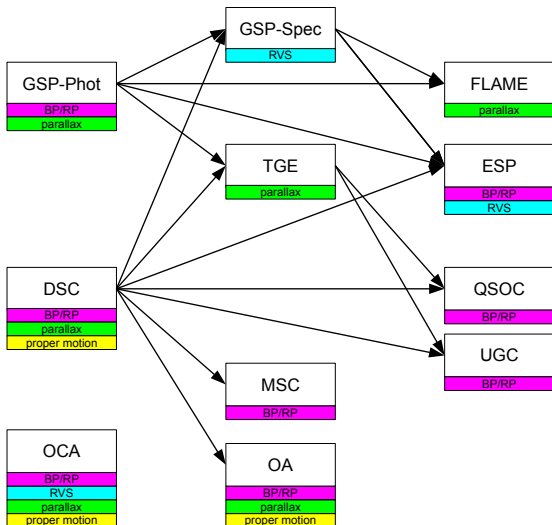 GSP-Phot
BP/RP
parallax
DSC
BP/RP
parallax
proper motion
OCA
BP/RP
RVS
parallax
proper motion
GSP-Spec
RVS
TGE
parallax
MSC
BP/RP
OA
BP/RP
parallax
proper motion
FLAME
parallax
ESP
BP/RP
RVS
QSOC
BP/RP
UGC
BP/RP